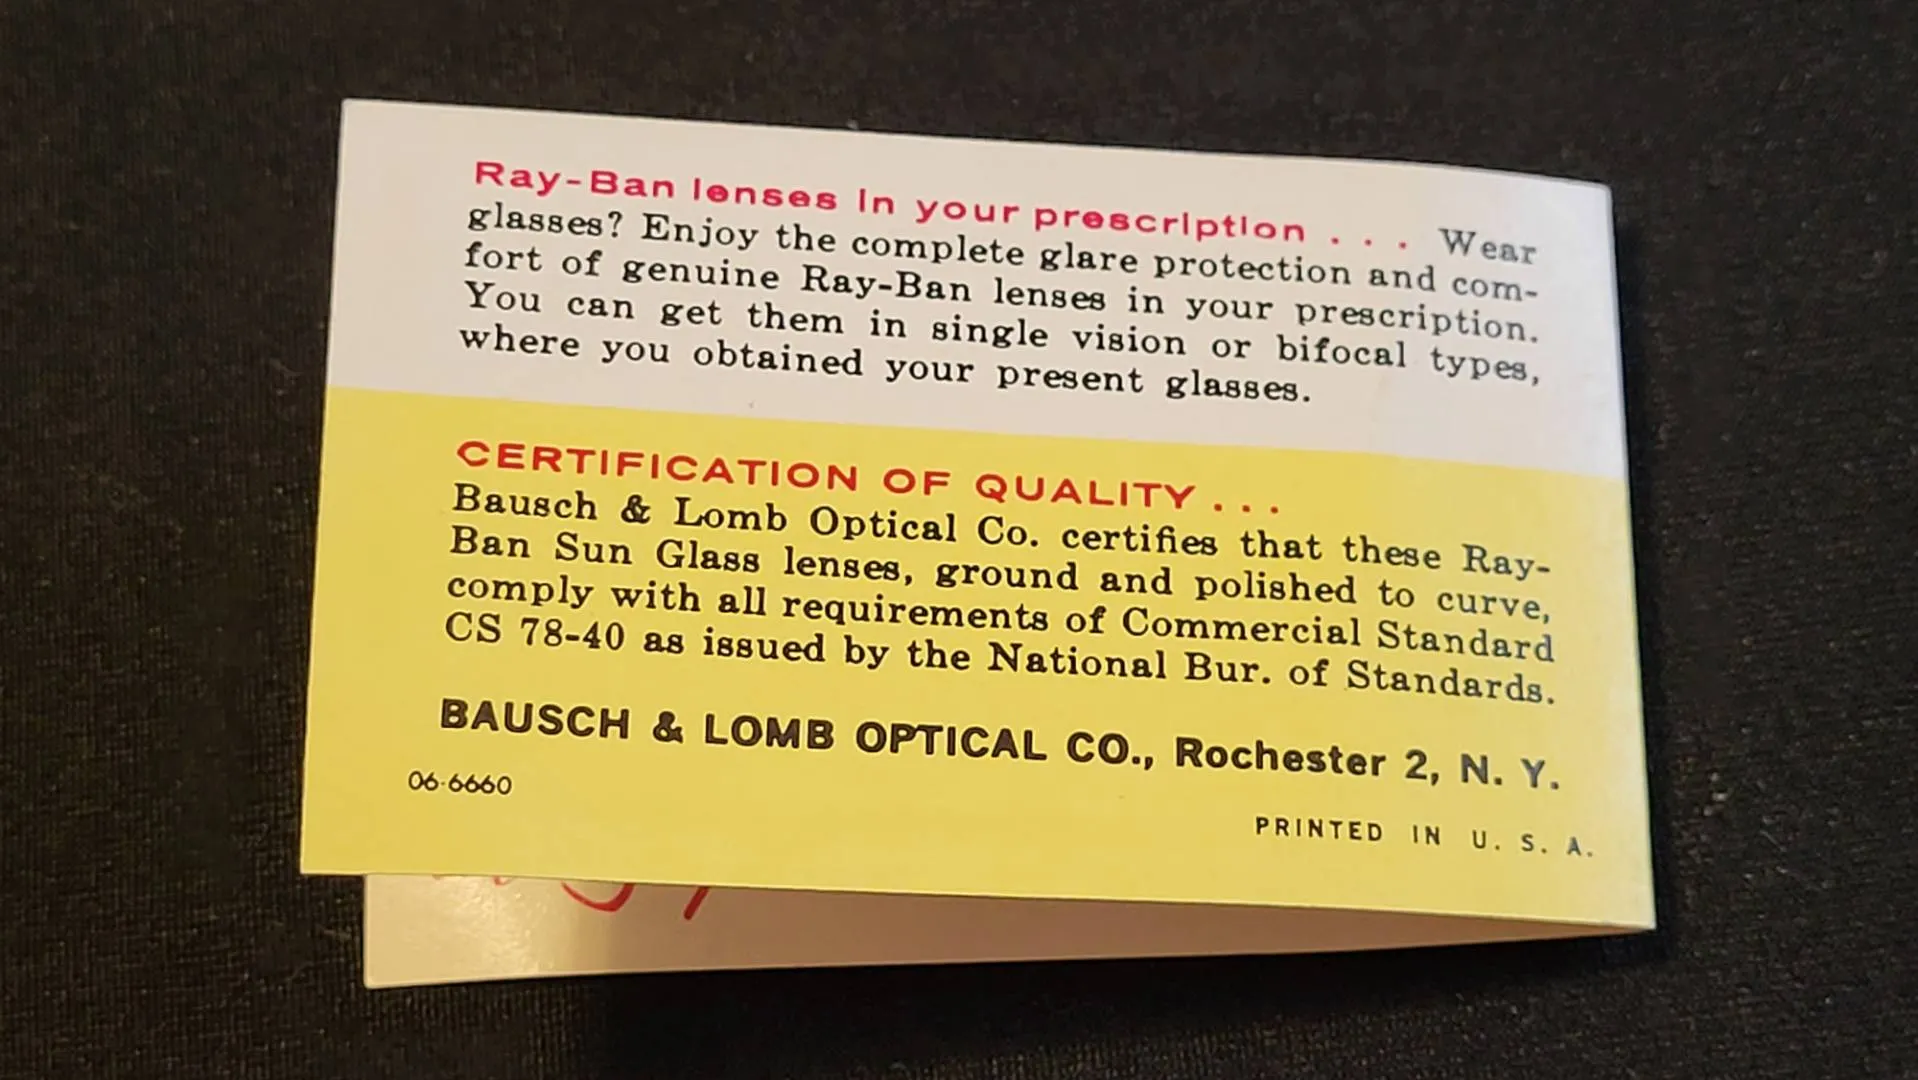 Ray-Ban lenses in your prescription . . . Wear
glasses? Enjoy the complete glare protection and com-
fort of genuine Ray-Ban lenses in your prescription.
You can get them in single vision or bifocal types,
where you obtained your present glasses.
CERTIFICATION OF QUALITY . . .
Bausch & Lomb Optical Co. certifies that these Ray-
Ban Sun Glass lenses, ground and polished to curve,
comply with all requirements of Commercial Standard
CS 78-40 as issued by the National Bur. of Standards.
BAUSCH & LOMB OPTICAL CO., Rochester 2, N. Y.
06-6660
PRINTED IN U. S. A.